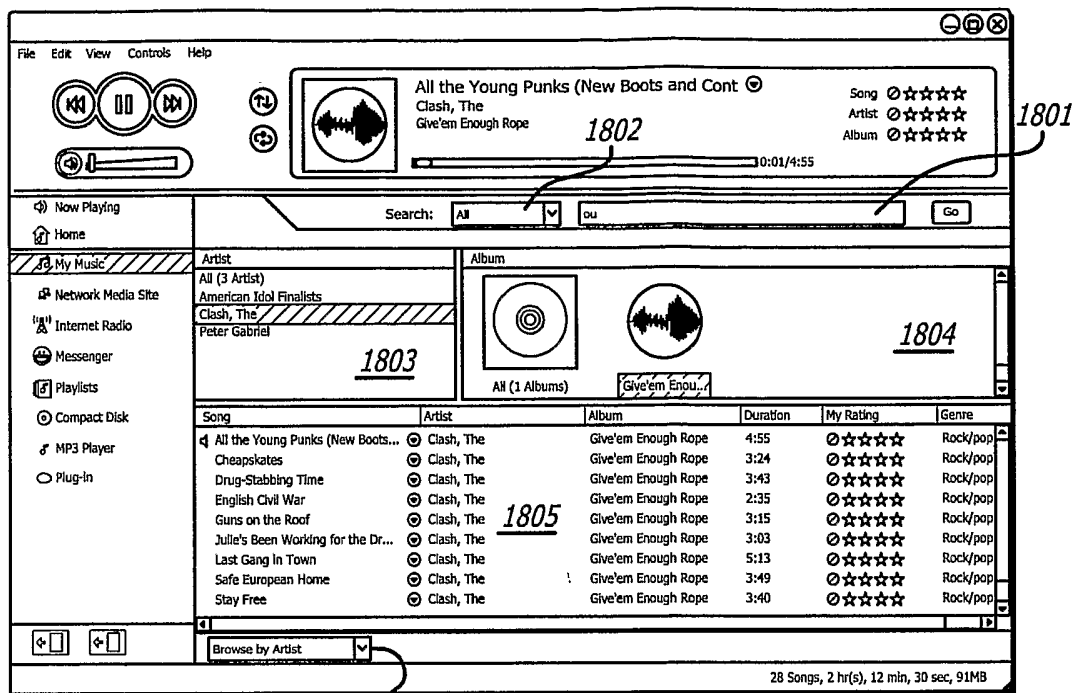 File Edit View Controls Help
All the Young Punks (New Boots and Cont
Clash, The
Give'em Enough Rope
0:01/4:55
Song
Artist
Album
1802
1801
Now Playing
Home
My Music
Network Media Site
Internet Radio
Messenger
Playlists
Compact Disk
MP3 Player
Plug-in
Search: All ou Go
Artist
All (3 Artist)
American Idol Finalists
Clash, The
Peter Gabriel
1803
Album
All (1 Albums)
Give'em Enou...
1804
Song Artist Album Duration My Rating Genre
All the Young Punks (New Boots... Clash, The Give'em Enough Rope 4:55 Rock/pop
Cheapskates Clash, The Give'em Enough Rope 3:24 Rock/pop
Drug-Stabbing Time Clash, The Give'em Enough Rope 3:43 Rock/pop
English Civil War Clash, The Give'em Enough Rope 2:35 Rock/pop
Guns on the Roof Clash, The Give'em Enough Rope 3:15 Rock/pop
Julie's Been Working for the Dr... Clash, The Give'em Enough Rope 3:03 Rock/pop
Last Gang in Town Clash, The Give'em Enough Rope 5:13 Rock/pop
Safe European Home Clash, The Give'em Enough Rope 3:49 Rock/pop
Stay Free Clash, The Give'em Enough Rope 3:40 Rock/pop
1805
Browse by Artist
28 Songs, 2 hr(s), 12 min, 30 sec, 91MB